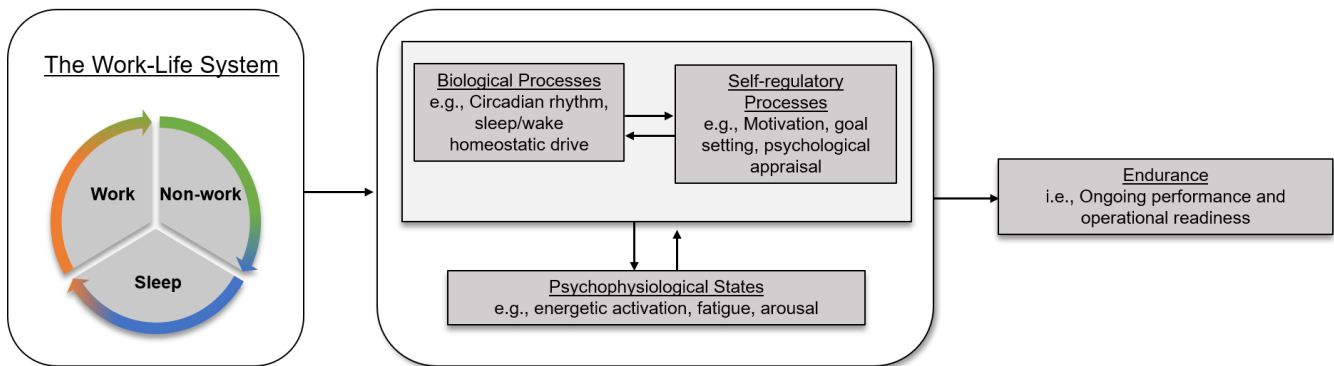 The Work-Life System
Work
Non-work
Sleep
Biological Processes
e.g., Circadian rhythm,
sleep/wake
homeostatic drive
Self-regulatory
Processes
e.g., Motivation, goal
setting, psychological
appraisal
Psychophysiological States
e.g., energetic activation, fatigue, arousal
Endurance
i.e., Ongoing performance and
operational readiness